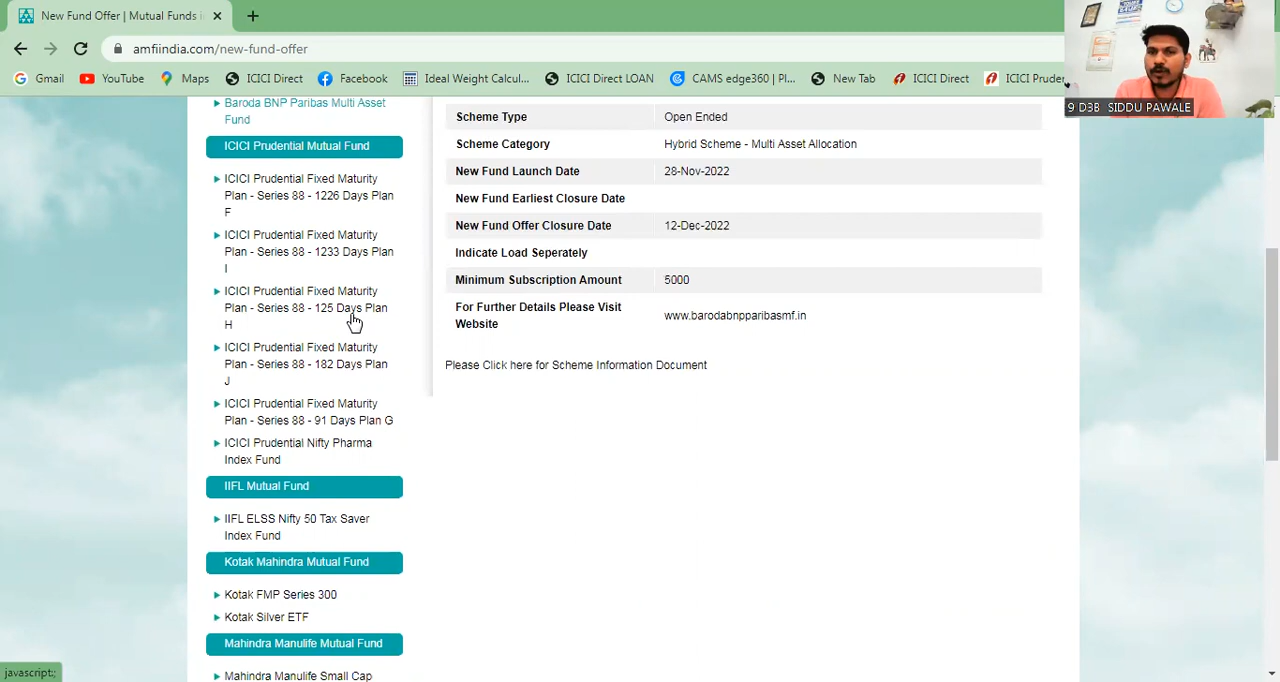 New Fund Offer | Mutual Funds i
amfiindia.com/new-fund-offer
Gmail
YouTube
Maps
ICICI Direct
Facebook
Ideal Weight Calcul...
ICICI Direct LOAN
CAMS edge360 | Pl...
New Tab
ICICI Direct
ICICI Pruder
9 D3B SIDDU PAWALE
Baroda BNP Paribas Multi Asset
Fund
ICICI Prudential Mutual Fund
ICICI Prudential Fixed Maturity
Plan - Series 88 - 1226 Days Plan
F
ICICI Prudential Fixed Maturity
Plan - Series 88 - 1233 Days Plan
I
ICICI Prudential Fixed Maturity
Plan - Series 88 - 125 Days Plan
H
ICICI Prudential Fixed Maturity
Plan - Series 88 - 182 Days Plan
J
ICICI Prudential Fixed Maturity
Plan - Series 88 - 91 Days Plan G
ICICI Prudential Nifty Pharma
Index Fund
IIFL Mutual Fund
IIFL ELSS Nifty 50 Tax Saver
Index Fund
Kotak Mahindra Mutual Fund
Kotak FMP Series 300
Kotak Silver ETF
Mahindra Manulife Mutual Fund
Mahindra Manulife Small Cap
Scheme Type Open Ended
Scheme Category Hybrid Scheme - Multi Asset Allocation
New Fund Launch Date 28-Nov-2022
New Fund Earliest Closure Date
New Fund Offer Closure Date 12-Dec-2022
Indicate Load Seperately
Minimum Subscription Amount 5000
For Further Details Please Visit
Website www.barodabnpparibasmf.in
Please Click here for Scheme Information Document
javascript:;